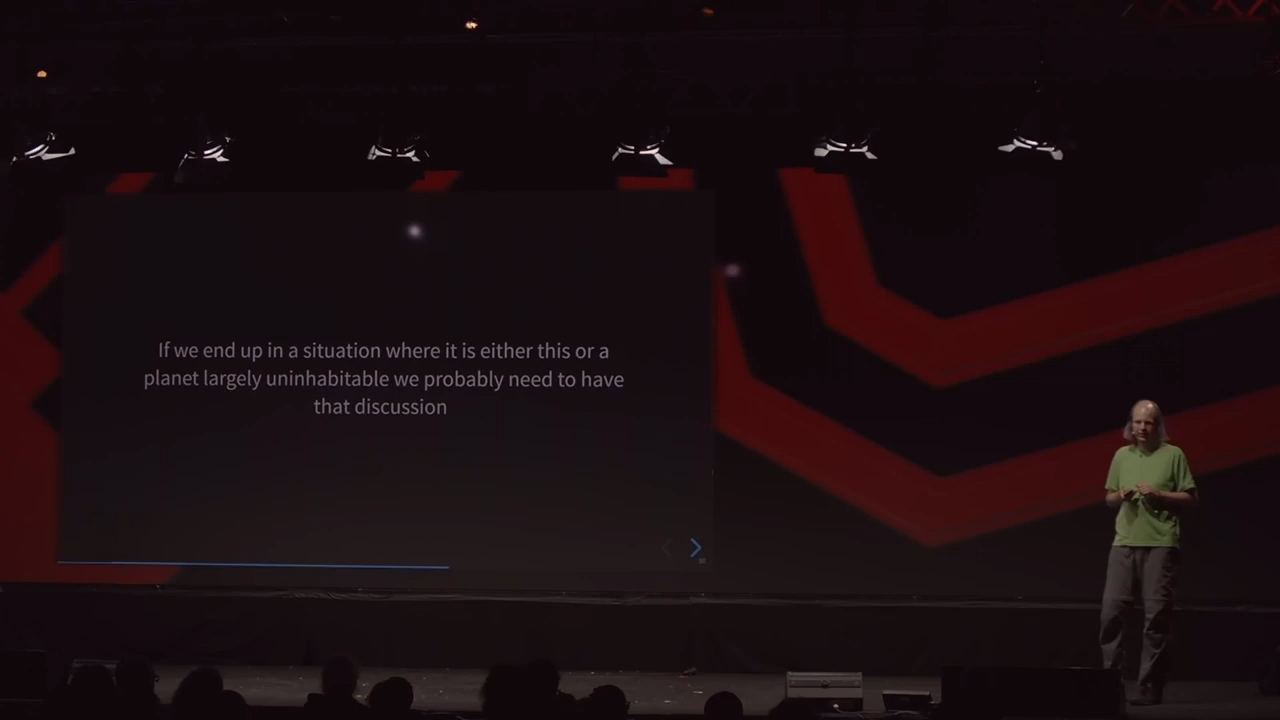 If we end up in a situation where it is either this or a
planet largely uninhabitable we probably need to have
that discussion